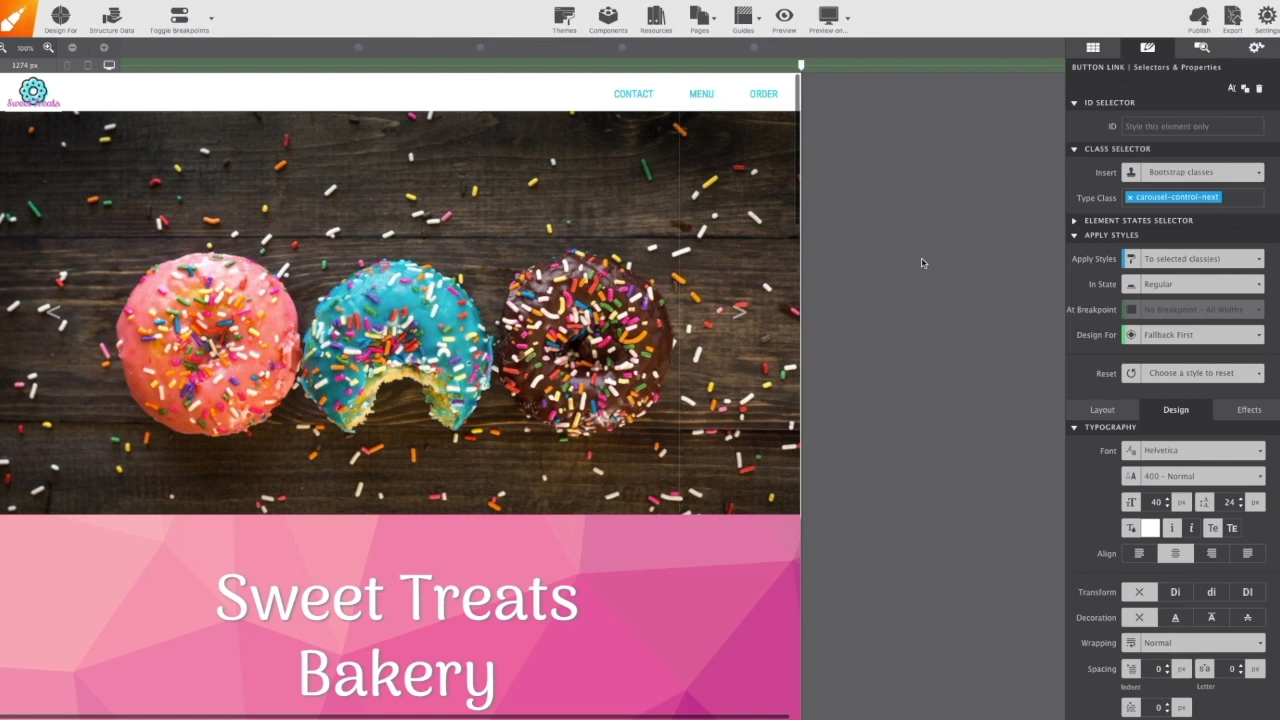 Design For
Structure Data
Toggle Breakpoints
Themes
Components
Resources
Pages
Guides
Preview
Preview on...
Publish
Export
Settings
100%
1274 px
BUTTON LINK | Selectors & Properties
Sweet Treats
CONTACT
MENU
ORDER
ID SELECTOR
ID
Style this element only
CLASS SELECTOR
Insert
Bootstrap classes
Type Class
× carousel-control-next
ELEMENT STATES SELECTOR
APPLY STYLES
Apply Styles
To selected class(es)
In State
Regular
At Breakpoint
No Breakpoint - All Widths
Design For
Fallback First
Reset
Choose a style to reset
Layout
Design
Effects
TYPOGRAPHY
Font
Helvetica
400 - Normal
40 px
24 px
i i Te TE
Align
Transform
Di di DI
Decoration
A A A
Wrapping
Normal
Spacing
0 px
0 px
Indent
Letter
0 px
Sweet Treats
Bakery